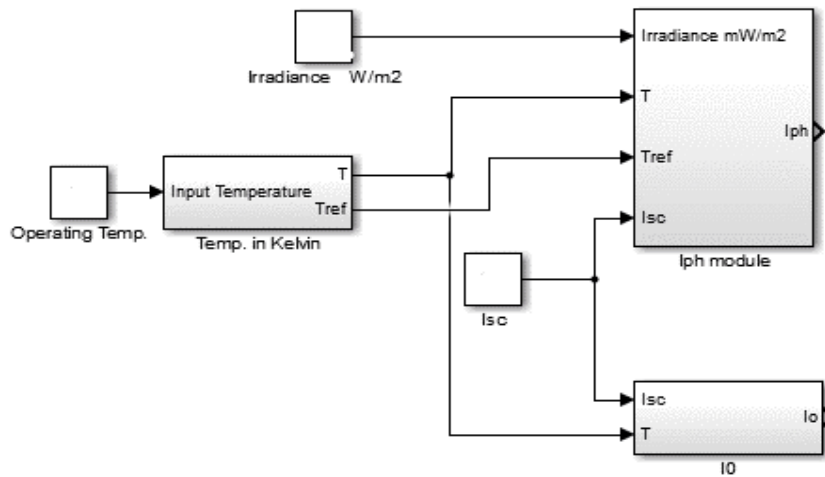 Irradiance mW/m2
Irradiance W/m2
T
Iph
Tref
T
Input Temperature
Tref
Operating Temp.
Temp. in Kelvin
Isc
Iph module
Isc
Isc
Io
T
I0